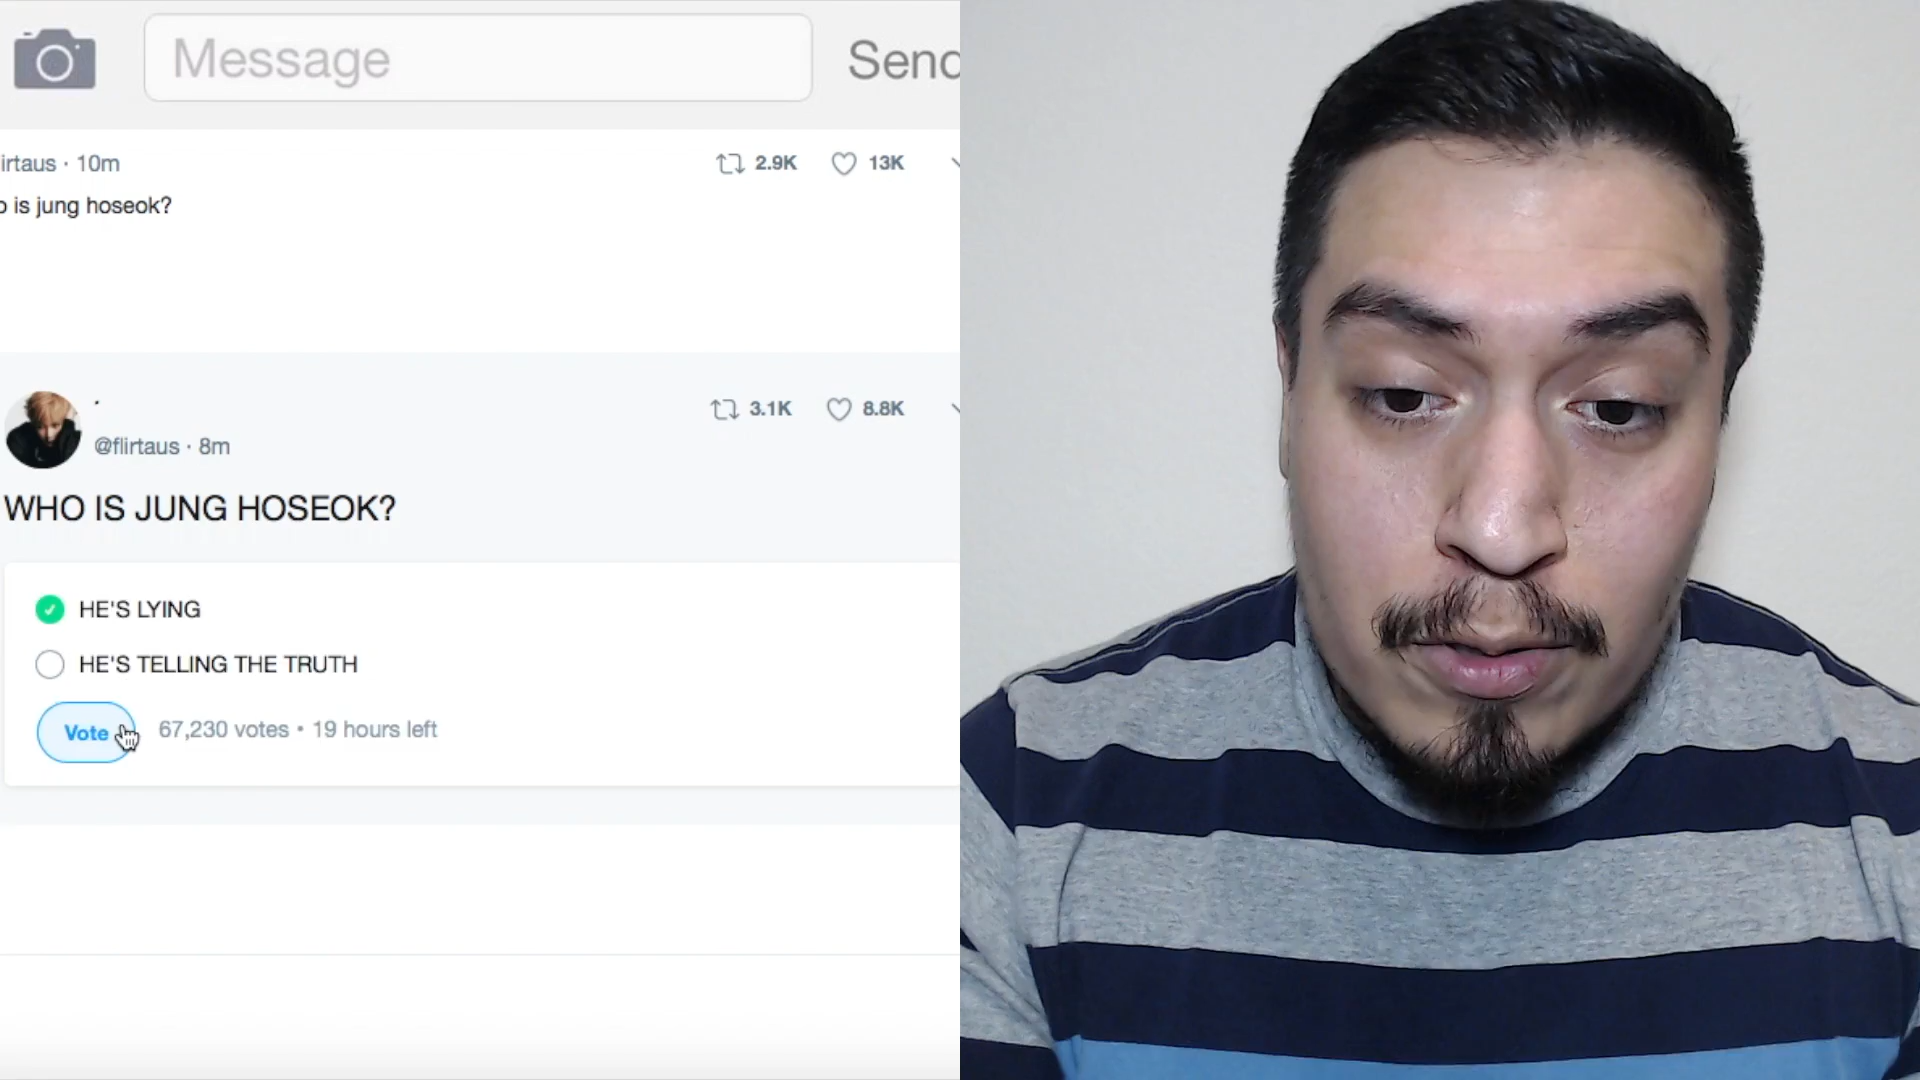 Message
Send
irtaus · 10m
2.9K
13K
o is jung hoseok?
3.1K
8.8K
@flirtaus · 8m
WHO IS JUNG HOSEOK?
HE'S LYING
HE'S TELLING THE TRUTH
Vote
67,230 votes • 19 hours left